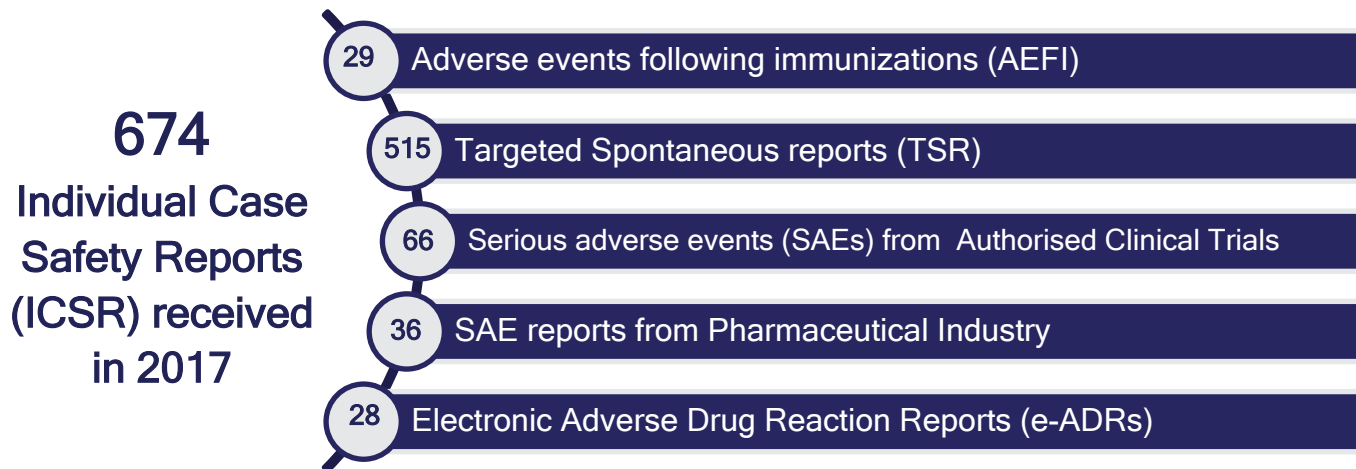 674
Individual Case
Safety Reports
(ICSR) received
in 2017
29 Adverse events following immunizations (AEFI)
515 Targeted Spontaneous reports (TSR)
66 Serious adverse events (SAEs) from Authorised Clinical Trials
36 SAE reports from Pharmaceutical Industry
28 Electronic Adverse Drug Reaction Reports (e-ADRs)